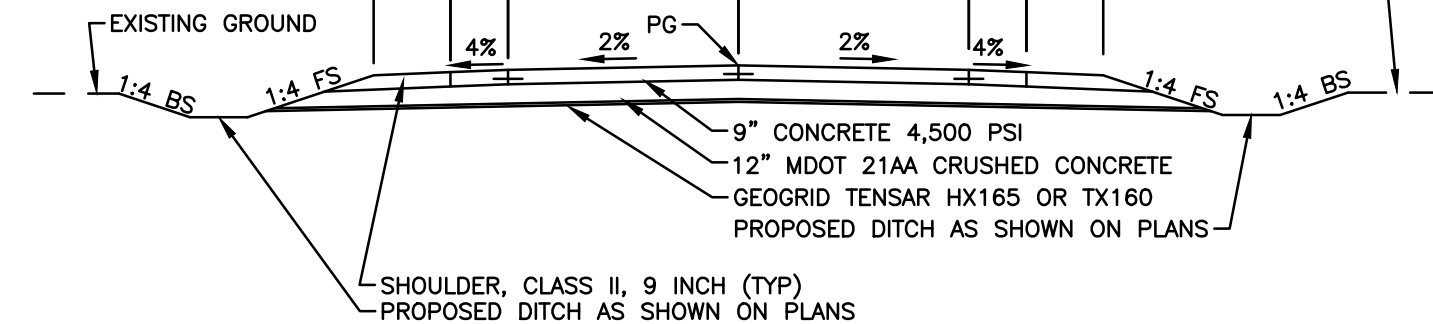 EXISTING GROUND
PG
4%
2%
2%
4%
1:4 BS
1:4 FS
1:4 FS
1:4 BS
9” CONCRETE 4,500 PSI
12” MDOT 21AA CRUSHED CONCRETE
GEOGRID TENSAR HX165 OR TX160
PROPOSED DITCH AS SHOWN ON PLANS
SHOULDER, CLASS II, 9 INCH (TYP)
PROPOSED DITCH AS SHOWN ON PLANS